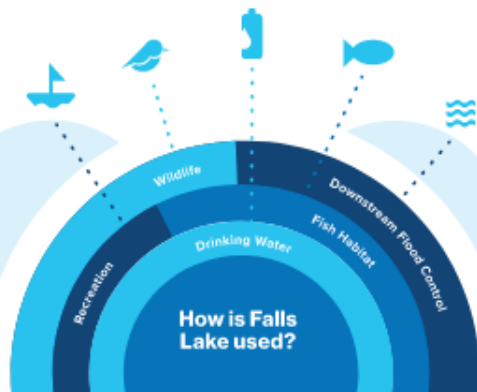 Wildlife
Downstream Flood Control
Recreation
Fish Habitat
Drinking Water
How is Falls
Lake used?